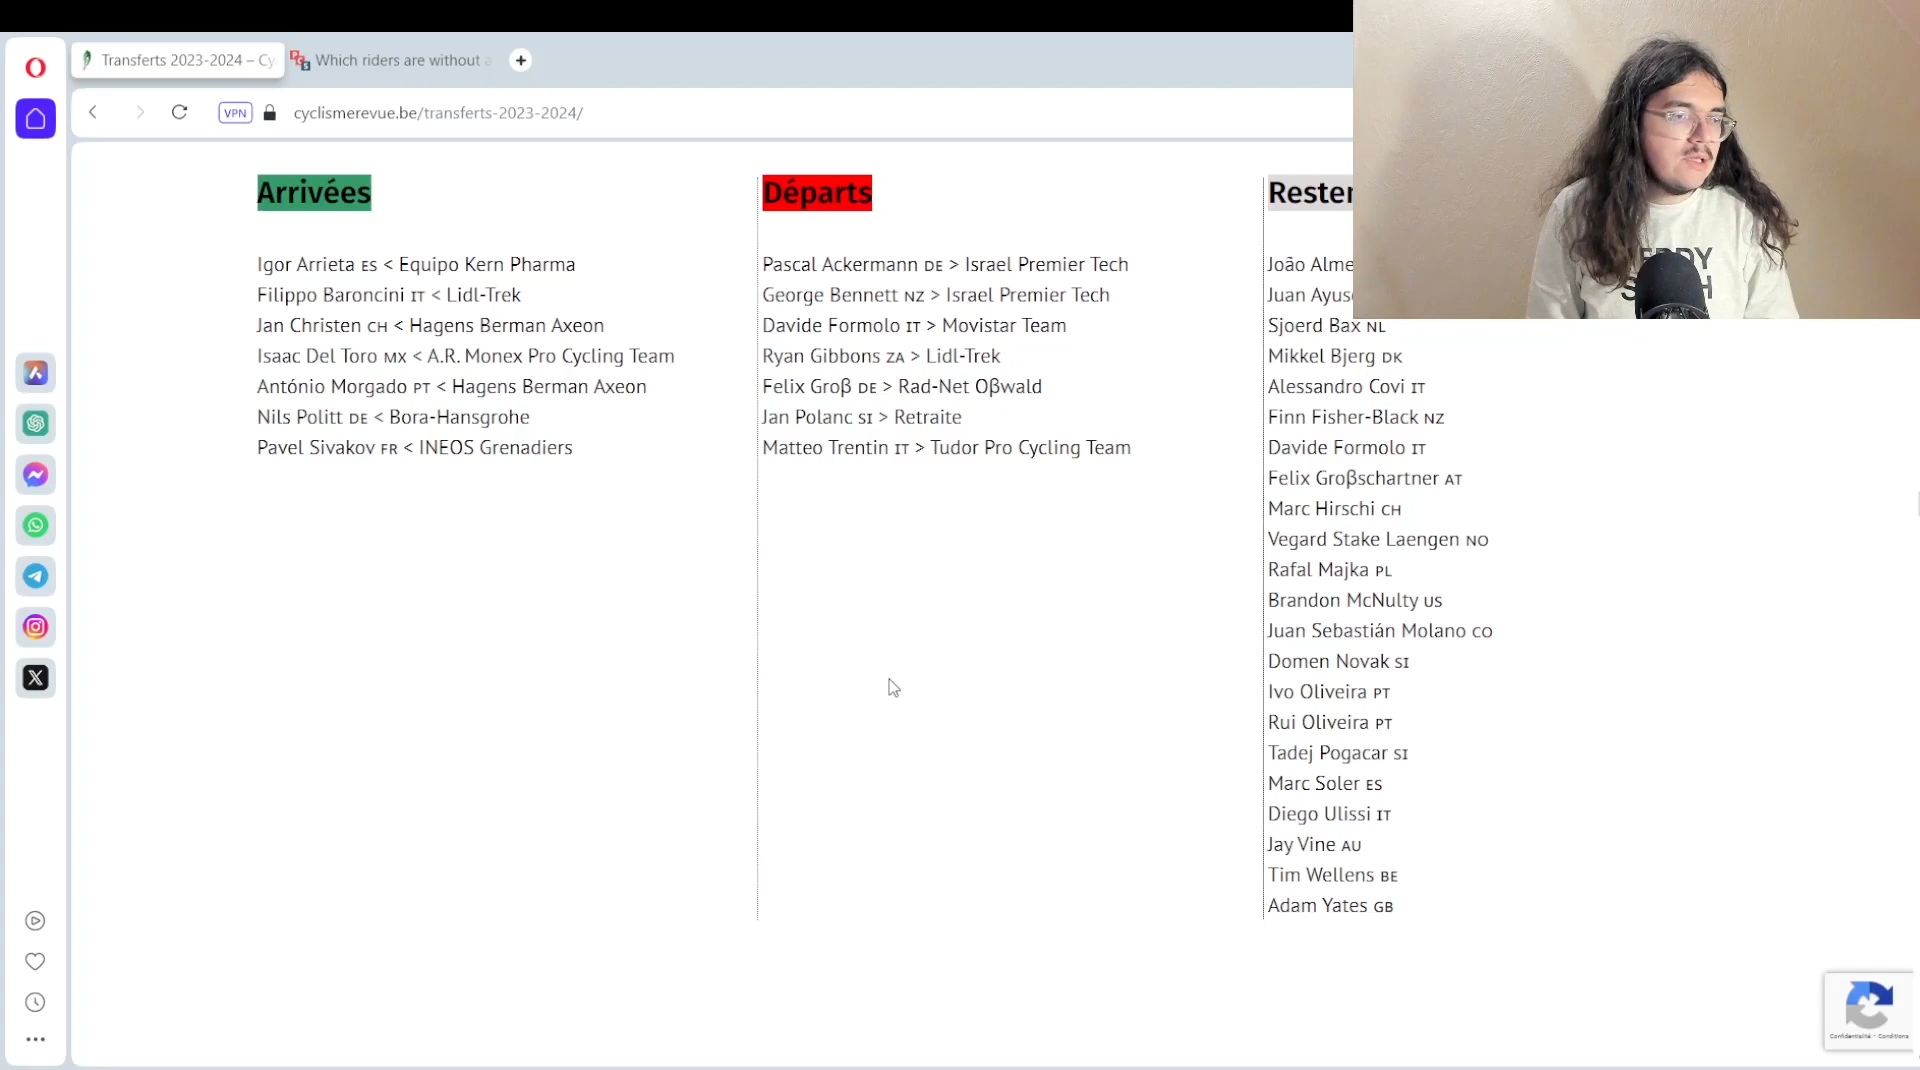 Transferts 2023-2024 – Cy
Which riders are without a
VPN
cyclismerevue.be/transferts-2023-2024/
Arrivées
Igor Arrieta ES < Equipo Kern Pharma
Filippo Baroncini IT < Lidl-Trek
Jan Christen CH < Hagens Berman Axeon
Isaac Del Toro MX < A.R. Monex Pro Cycling Team
António Morgado PT < Hagens Berman Axeon
Nils Politt DE < Bora-Hansgrohe
Pavel Sivakov FR < INEOS Grenadiers
Départs
Pascal Ackermann DE > Israel Premier Tech
George Bennett NZ > Israel Premier Tech
Davide Formolo IT > Movistar Team
Ryan Gibbons ZA > Lidl-Trek
Felix Groβ DE > Rad-Net Oβwald
Jan Polanc SI > Retraite
Matteo Trentin IT > Tudor Pro Cycling Team
Rester
João Alme
Juan Ayus
Sjoerd Bax NL
Mikkel Bjerg DK
Alessandro Covi IT
Finn Fisher-Black NZ
Davide Formolo IT
Felix Groβschartner AT
Marc Hirschi CH
Vegard Stake Laengen NO
Rafal Majka PL
Brandon McNulty US
Juan Sebastián Molano CO
Domen Novak SI
Ivo Oliveira PT
Rui Oliveira PT
Tadej Pogacar SI
Marc Soler ES
Diego Ulissi IT
Jay Vine AU
Tim Wellens BE
Adam Yates GB
Confidentialité - Conditions